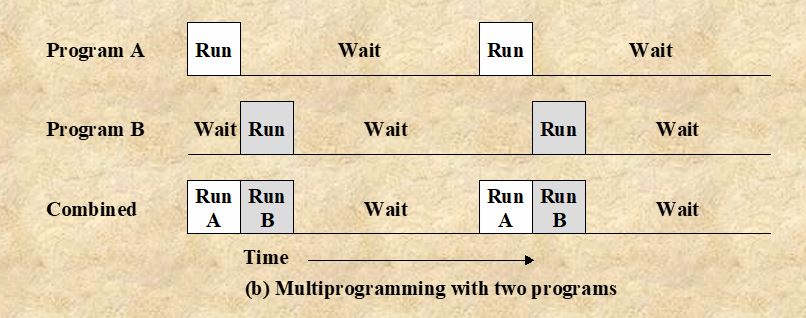 Program A Run Wait Run Wait
Program B Wait Run Wait Run Wait
Combined Run A Run B Wait Run A Run B Wait
Time
(b) Multiprogramming with two programs